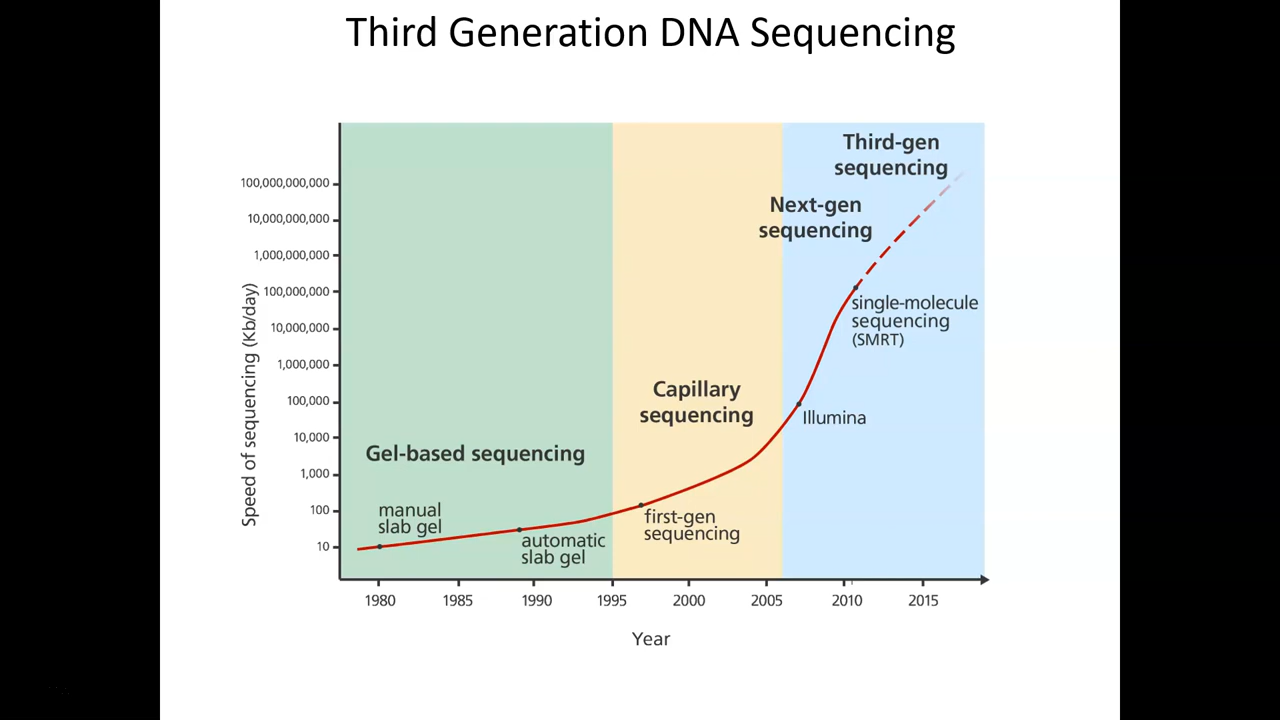 Third Generation DNA Sequencing
Third-gen
sequencing
Next-gen
sequencing
100,000,000,000
10,000,000,000
1,000,000,000
100,000,000
10,000,000
1,000,000
100,000
10,000
1,000
100
10
Speed of sequencing (Kb/day)
single-molecule
sequencing
(SMRT)
Capillary
sequencing
Illumina
Gel-based sequencing
manual
slab gel
automatic
slab gel
first-gen
sequencing
1980 1985 1990 1995 2000 2005 2010 2015
Year